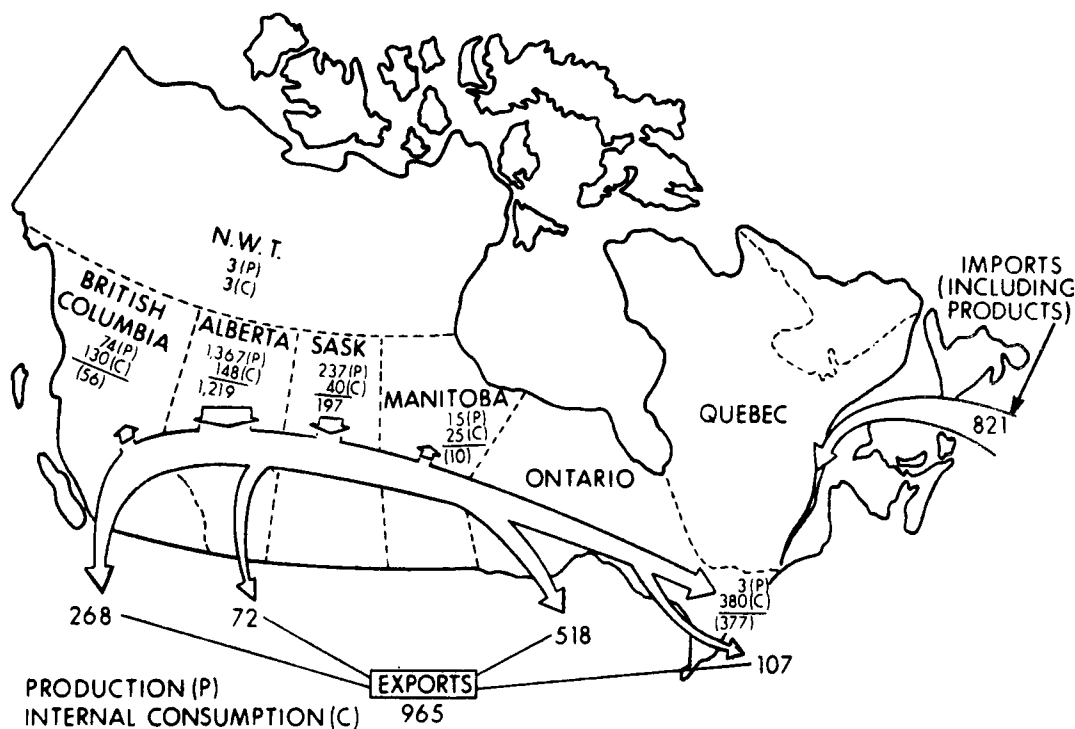 N.W.T.
3(P)
3(C)
BRITISH
COLUMBIA
74(P)
130(C)
(56)
ALBERTA
1,367(P)
148(C)
1,219
SASK
237(P)
40(C)
197
MANITOBA
15(P)
25(C)
(10)
ONTARIO
QUEBEC
IMPORTS
(INCLUDING
PRODUCTS)
821
3(P)
380(C)
(377)
268
72
518
107
EXPORTS
965
PRODUCTION (P)
INTERNAL CONSUMPTION (C)